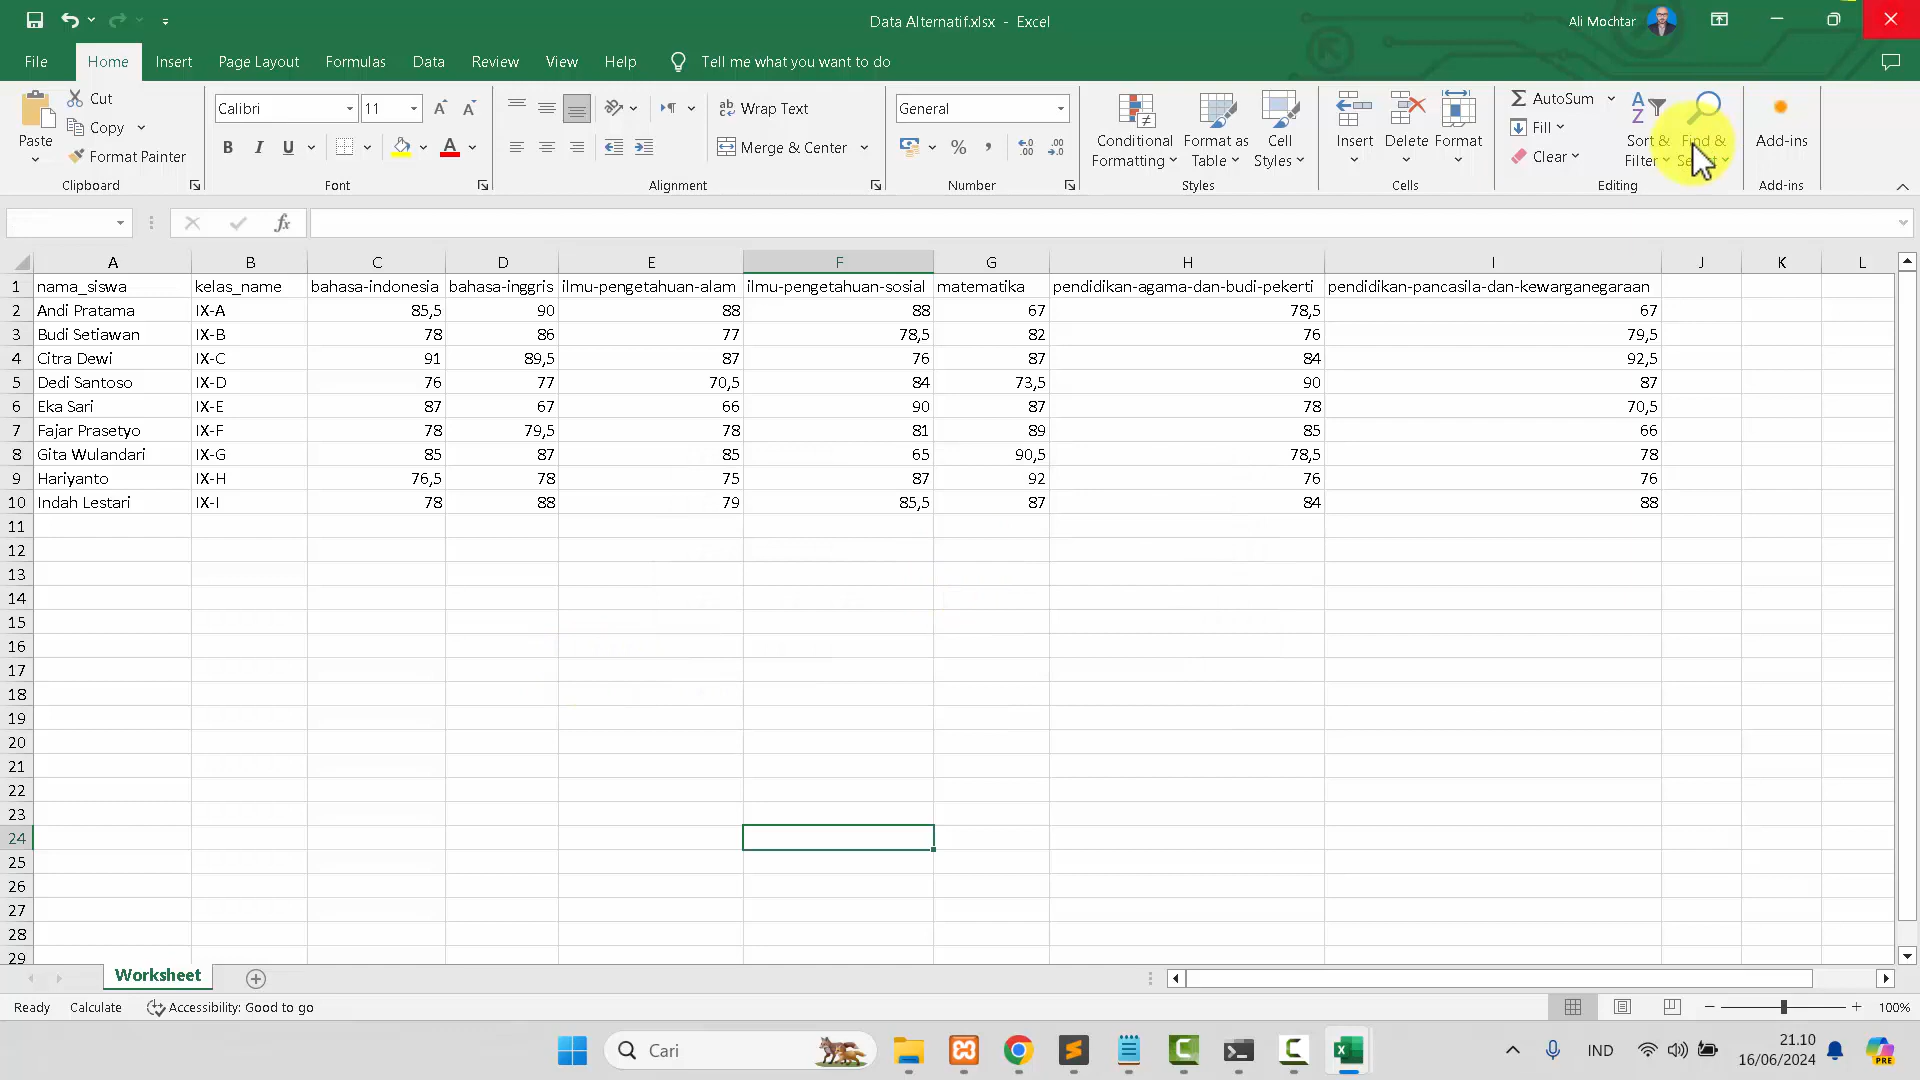 Data Alternatif.xlsx - Excel
Ali Mochtar
File Home Insert Page Layout Formulas Data Review View Help Tell me what you want to do
Paste
Cut
Copy
Format Painter
Clipboard
Calibri 11
B I U A
Font
ab Wrap Text
Merge & Center
Alignment
General
% ,
Number
Conditional Formatting
Format as Table
Cell Styles
Styles
Insert Delete Format
Cells
AutoSum
Fill
Clear
Sort & Filter
Find &
Editing
Add-ins
Add-ins
fx
A B C D E F G H I J K L
1 nama_siswa kelas_name bahasa-indonesia bahasa-inggris ilmu-pengetahuan-alam ilmu-pengetahuan-sosial matematika pendidikan-agama-dan-budi-pekerti pendidikan-pancasila-dan-kewarganegaraan
2 Andi Pratama IX-A 85,5 90 88 88 67 78,5 67
3 Budi Setiawan IX-B 78 86 77 78,5 82 76 79,5
4 Citra Dewi IX-C 91 89,5 87 76 87 84 92,5
5 Dedi Santoso IX-D 76 77 70,5 84 73,5 90 87
6 Eka Sari IX-E 87 67 66 90 87 78 70,5
7 Fajar Prasetyo IX-F 78 79,5 78 81 89 85 66
8 Gita Wulandari IX-G 85 87 85 65 90,5 78,5 78
9 Hariyanto IX-H 76,5 78 75 87 92 76 76
10 Indah Lestari IX-I 78 88 79 85,5 87 84 88
11
12
13
14
15
16
17
18
19
20
21
22
23
24
25
26
27
28
29
Worksheet
Ready Calculate Accessibility: Good to go 100%
Cari
IND
21.10
16/06/2024
PRE